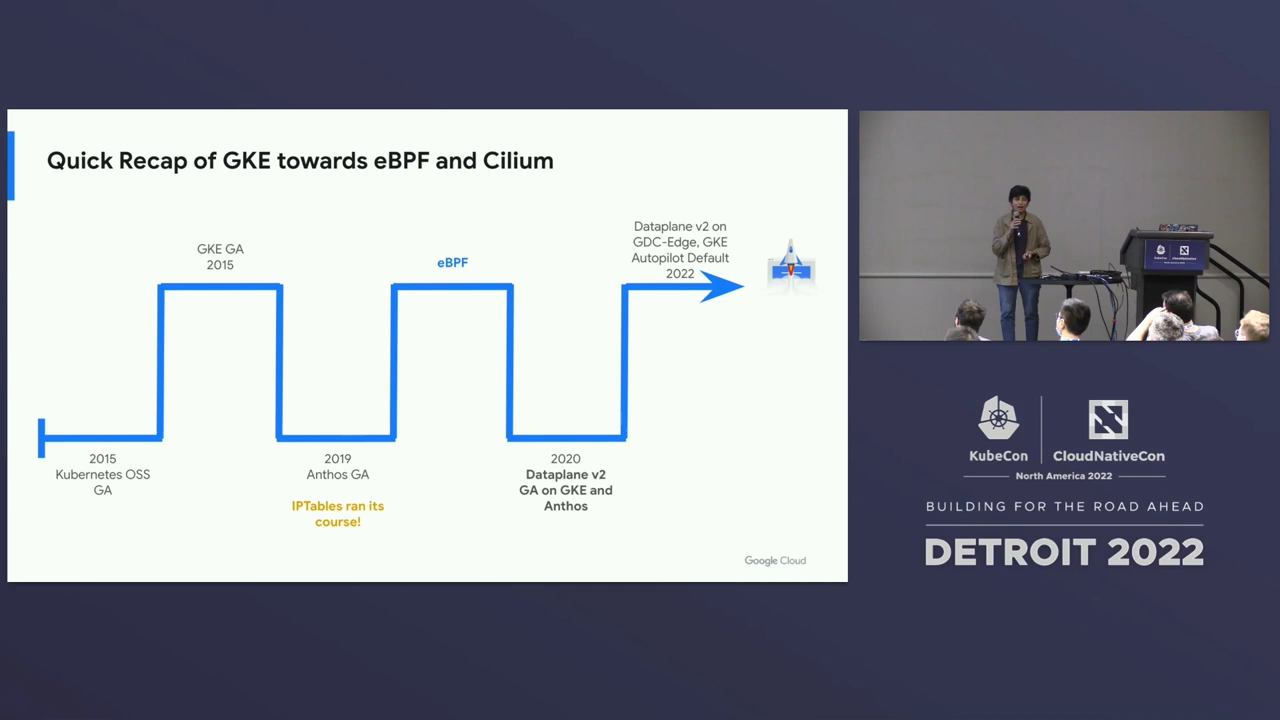 Quick Recap of GKE towards eBPF and Cilium
GKE GA
2015
eBPF
Dataplane v2 on
GDC-Edge, GKE
Autopilot Default
2022
2015
Kubernetes OSS
GA
2019
Anthos GA
IPTables ran its
course!
2020
Dataplane v2
GA on GKE and
Anthos
Google Cloud
KubeCon
CloudNativeCon
North America 2022
BUILDING FOR THE ROAD AHEAD
DETROIT 2022